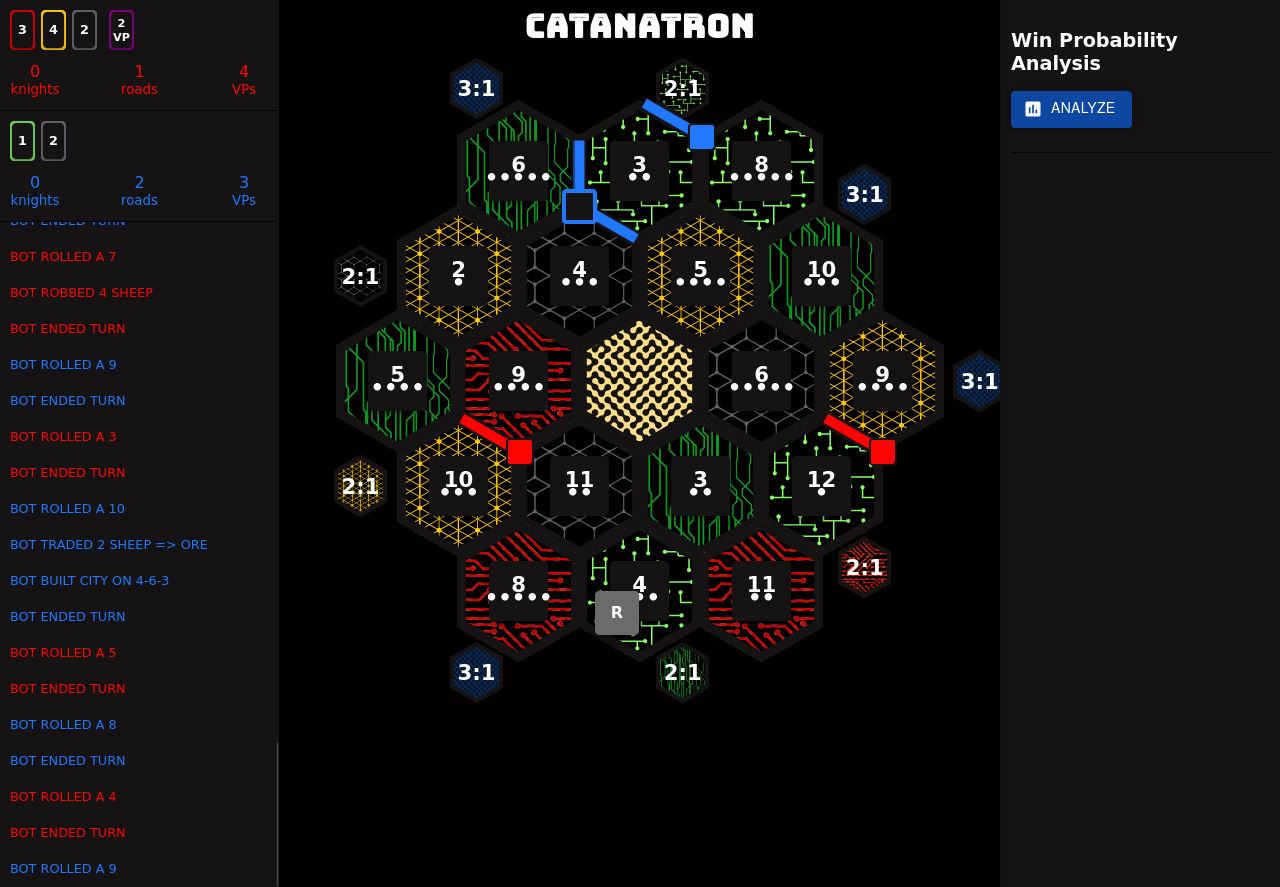 3 4 2 2 VP
0 1 4
knights roads VPs
1 2
0 2 3
knights roads VPs
BOT ENDED TURN
BOT ROLLED A 7
BOT ROBBED 4 SHEEP
BOT ENDED TURN
BOT ROLLED A 9
BOT ENDED TURN
BOT ROLLED A 3
BOT ENDED TURN
BOT ROLLED A 10
BOT TRADED 2 SHEEP => ORE
BOT BUILT CITY ON 4-6-3
BOT ENDED TURN
BOT ROLLED A 5
BOT ENDED TURN
BOT ROLLED A 8
BOT ENDED TURN
BOT ROLLED A 4
BOT ENDED TURN
BOT ROLLED A 9
CATANATRON
3:1 2:1
6 3 8
3:1
2:1 2 4 5 10
5 9 6 9 3:1
2:1 10 11 3 12
8 4 11 2:1
R
3:1 2:1
Win Probability
Analysis
ANALYZE